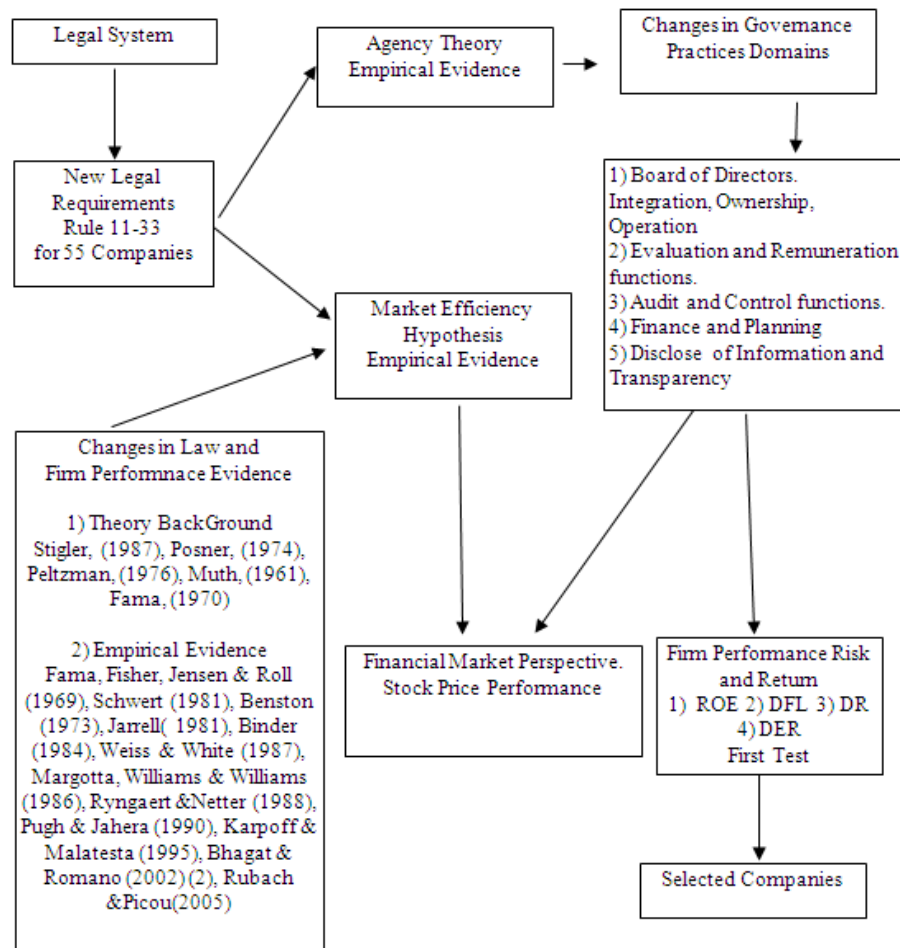 Legal System
Agency Theory
Empirical Evidence
Changes in Governance
Practices Domains
New Legal
Requirements
Rule 11-33
for 55 Companies
1) Board of Directors.
Integration, Ownership,
Operation
2) Evaluation and Remuneration
functions.
3) Audit and Control functions.
4) Finance and Planning
5) Disclose of Information and
Transparency
Market Efficiency
Hypothesis
Empirical Evidence
Changes in Law and
Firm Performnace Evidence
1) Theory BackGround
Stigler, (1987), Posner, (1974),
Peltzman, (1976), Muth, (1961),
Fama, (1970)
2) Empirical Evidence
Fama, Fisher, Jensen & Roll
(1969), Schwert (1981), Benston
(1973), Jarrell( 1981), Binder
(1984), Weiss & White (1987),
Margotta, Williams & Williams
(1986), Ryngaert &Netter (1988),
Pugh & Jahera (1990), Karpoff &
Malatesta (1995), Bhagat &
Romano (2002) (2), Rubach
&Picou(2005)
Financial Market Perspective.
Stock Price Performance
Firm Performance Risk
and Return
1) ROE 2) DFL 3) DR
4) DER
First Test
Selected Companies